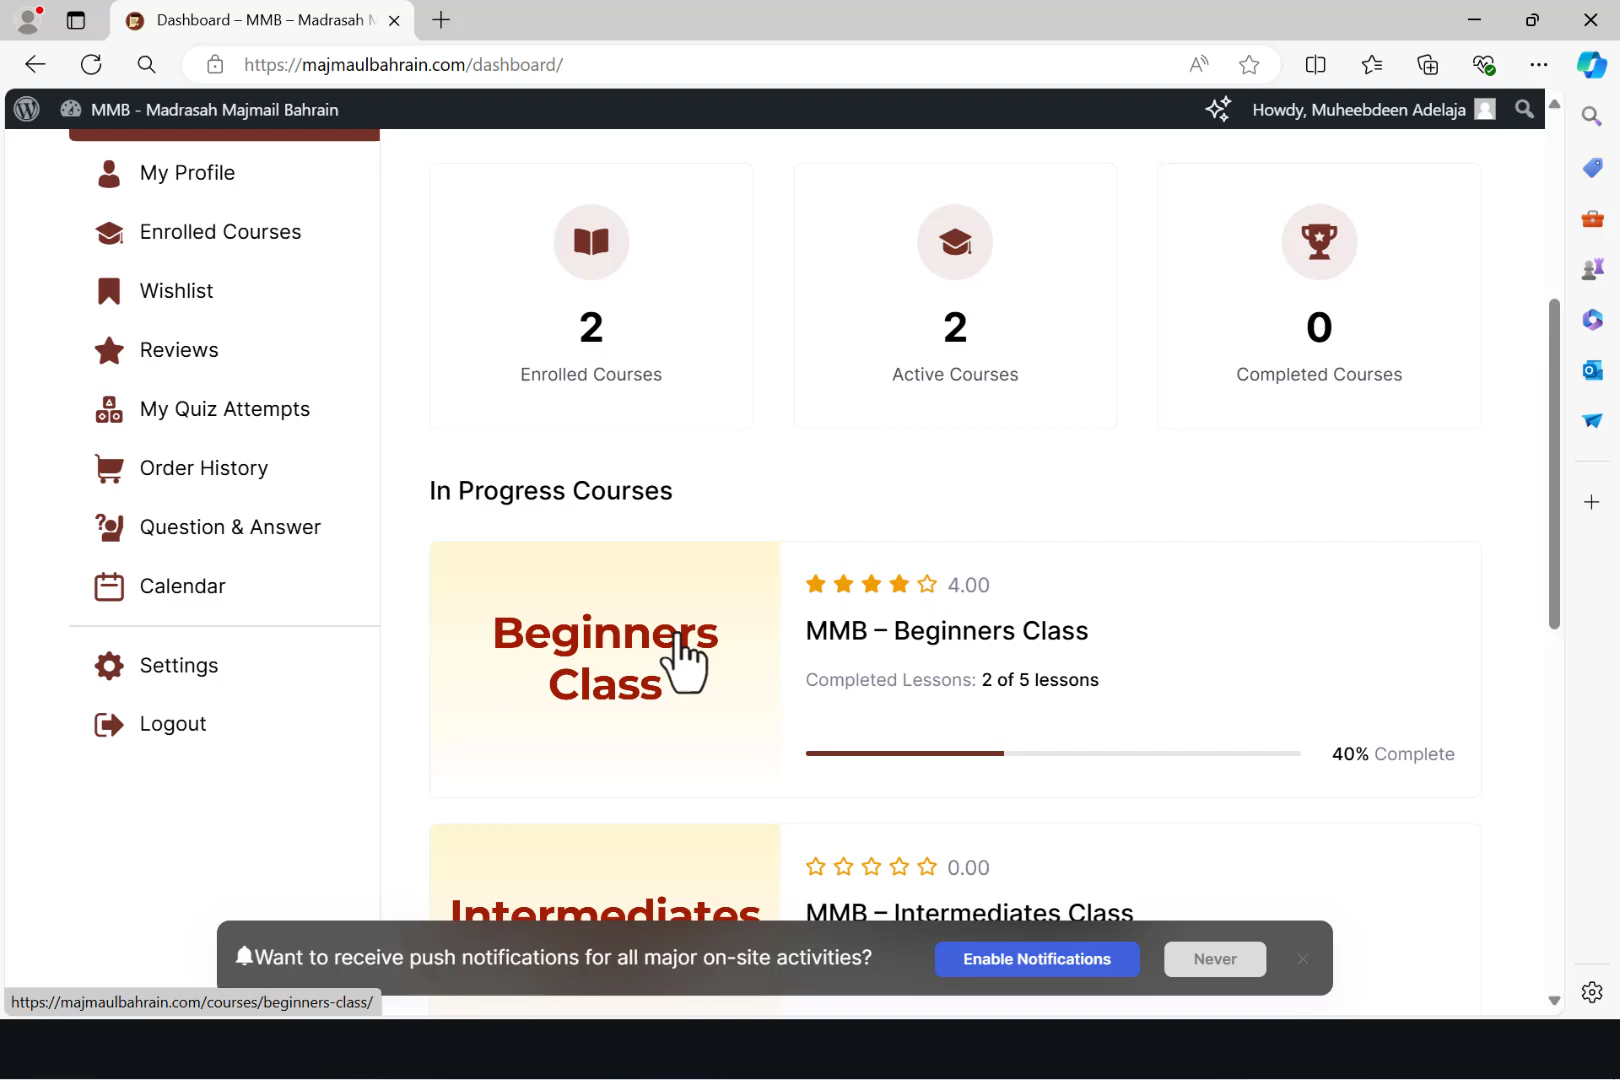 Dashboard – MMB – Madrasah M
https://majmaulbahrain.com/dashboard/
MMB - Madrasah Majmail Bahrain
Howdy, Muheebdeen Adelaja
My Profile
Enrolled Courses
Wishlist
Reviews
My Quiz Attempts
Order History
Question & Answer
Calendar
Settings
Logout
2
Enrolled Courses
2
Active Courses
0
Completed Courses
In Progress Courses
Beginners
Class
4.00
MMB – Beginners Class
Completed Lessons: 2 of 5 lessons
40% Complete
Intermediates
0.00
MMB – Intermediates Class
Want to receive push notifications for all major on-site activities?
Enable Notifications
Never
https://majmaulbahrain.com/courses/beginners-class/